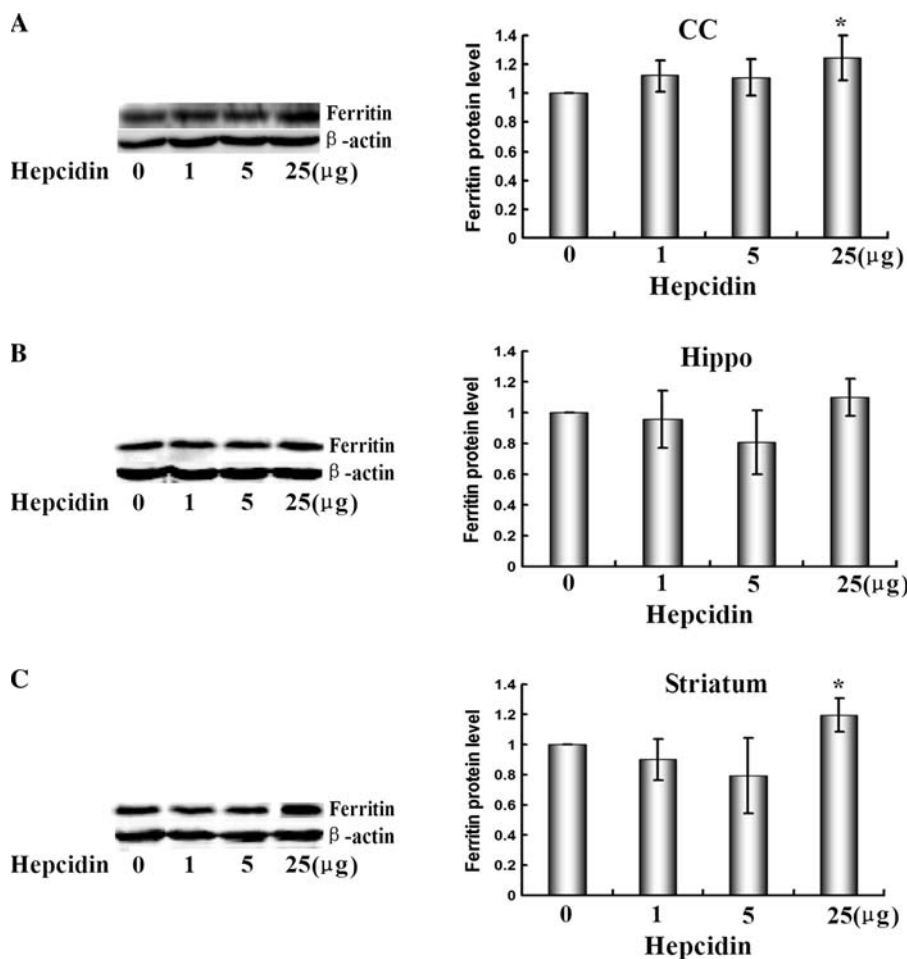 A
Ferritin
β-actin
Hepcidin 0 1 5 25(μg)
CC
*
Ferritin protein level
1.4
1.2
1
0.8
0.6
0.4
0.2
0
0 1 5 25(μg)
Hepcidin
B
Ferritin
β-actin
Hepcidin 0 1 5 25(μg)
Hippo
Ferritin protein level
1.4
1.2
1
0.8
0.6
0.4
0.2
0
0 1 5 25(μg)
Hepcidin
C
Ferritin
β-actin
Hepcidin 0 1 5 25(μg)
Striatum
*
Ferritin protein level
1.4
1.2
1
0.8
0.6
0.4
0.2
0
0 1 5 25(μg)
Hepcidin